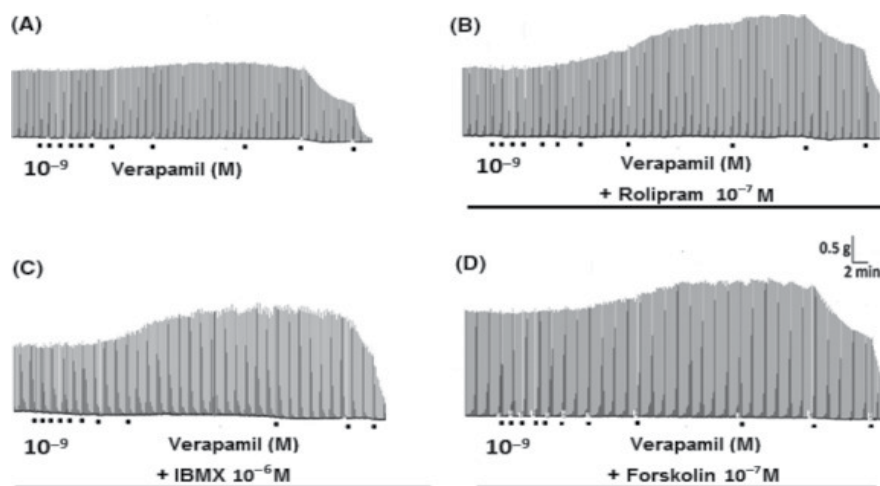 (A)
10⁻⁹ Verapamil (M)
(B)
10⁻⁹ Verapamil (M)
+ Rolipram 10⁻⁷ M
(C)
10⁻⁹ Verapamil (M)
+ IBMX 10⁻⁶M
(D)
0.5 g
2 min
10⁻⁹ Verapamil (M)
+ Forskolin 10⁻⁷M